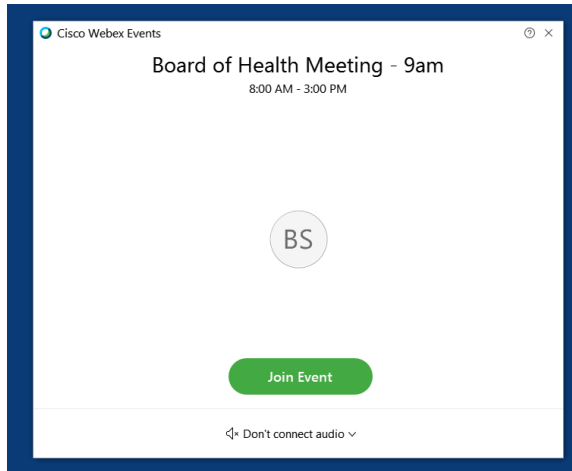 Cisco Webex Events
Board of Health Meeting - 9am
8:00 AM - 3:00 PM
BS
Join Event
Don't connect audio